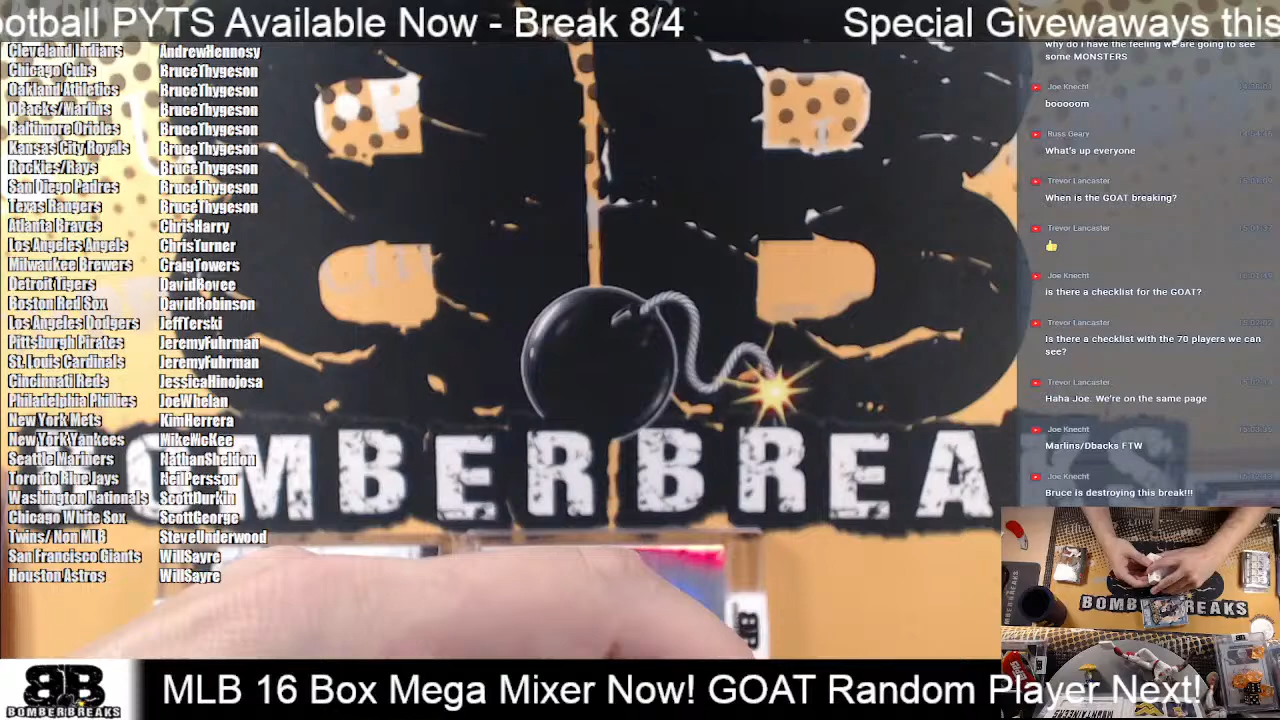 ootball PYTS Available Now - Break 8/4
Special Givewaways this
Cleveland Indians AndrewHennosy
Chicago Cubs BruceThygeson
Oakland Athletics BruceThygeson
DBacks/Marlins BruceThygeson
Baltimore Orioles BruceThygeson
Kansas City Royals BruceThygeson
Rockies/Rays BruceThygeson
San Diego Padres BruceThygeson
Texas Rangers BruceThygeson
Atlanta Braves ChrisHarry
Los Angeles Angels ChrisTurner
Milwaukee Brewers CraigTowers
Detroit Tigers DavidBovee
Boston Red Sox DavidRobinson
Los Angeles Dodgers JeffTerski
Pittsburgh Pirates JeremyFuhrman
St. Louis Cardinals JeremyFuhrman
Cincinnati Reds JessicaHinojosa
Philadelphia Phillies JoeWhelan
New York Mets KimHerrera
New York Yankees MikeMcKee
Seattle Mariners NathanSheldon
Toronto Blue Jays NeilPersson
Washington Nationals ScottDurkin
Chicago White Sox ScottGeorge
Twins/ Non MLB SteveUnderwood
San Francisco Giants WillSayre
Houston Astros WillSayre
OMBERBREA
why do i have the feeling we are going to see
some MONSTERS
Joe Knecht
booooom
Russ Geary
What's up everyone
Trevor Lancaster
When is the GOAT breaking?
Trevor Lancaster
👍
Joe Knecht
is there a checklist for the GOAT?
Trevor Lancaster
Is there a checklist with the 70 players we can
see?
Trevor Lancaster
Haha Joe. We're on the same page
Joe Knecht
Marlins/Dbacks FTW
Joe Knecht
Bruce is destroying this break!!!
BOMBERBREAKS
MLB 16 Box Mega Mixer Now! GOAT Random Player Next!